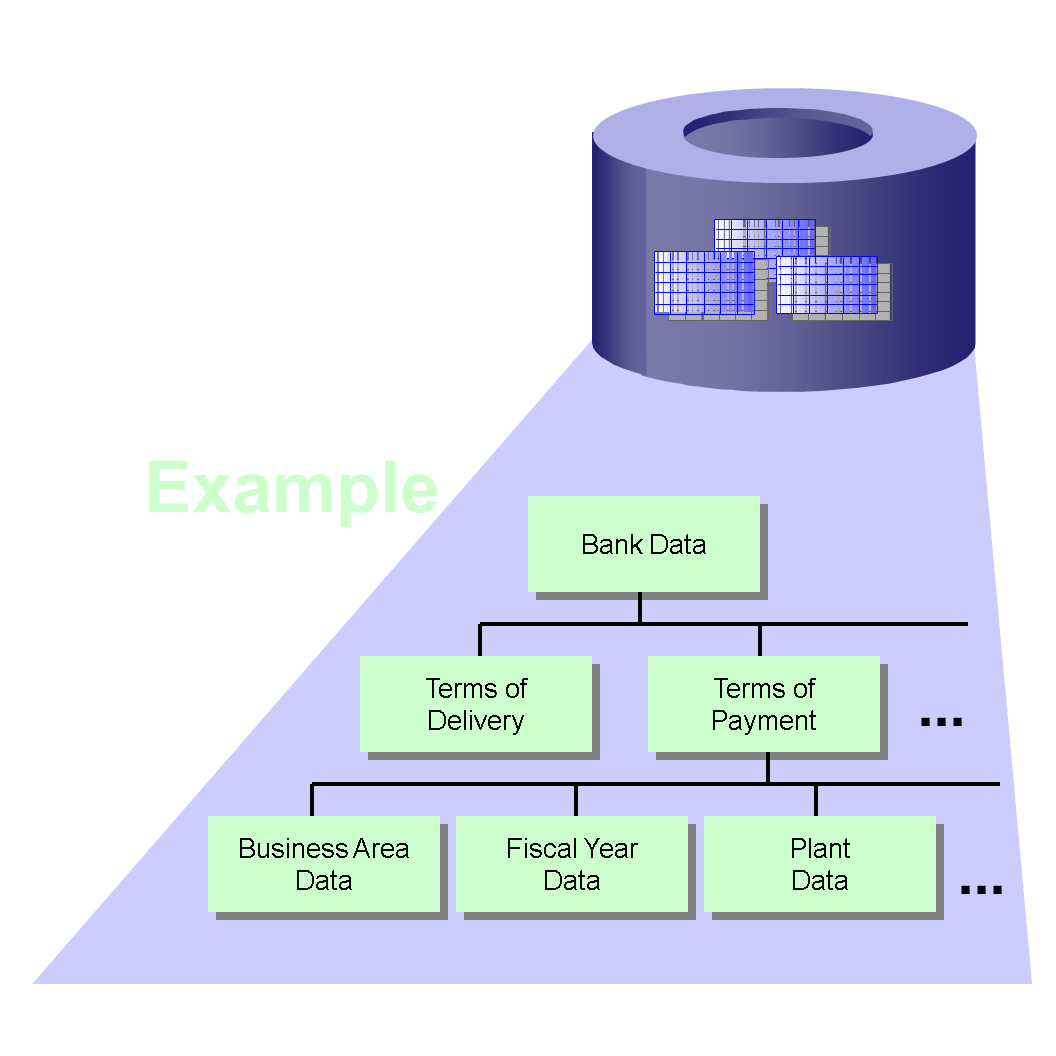 Example
Bank Data
Terms of
Delivery
Terms of
Payment
...
Business Area
Data
Fiscal Year
Data
Plant
Data
...